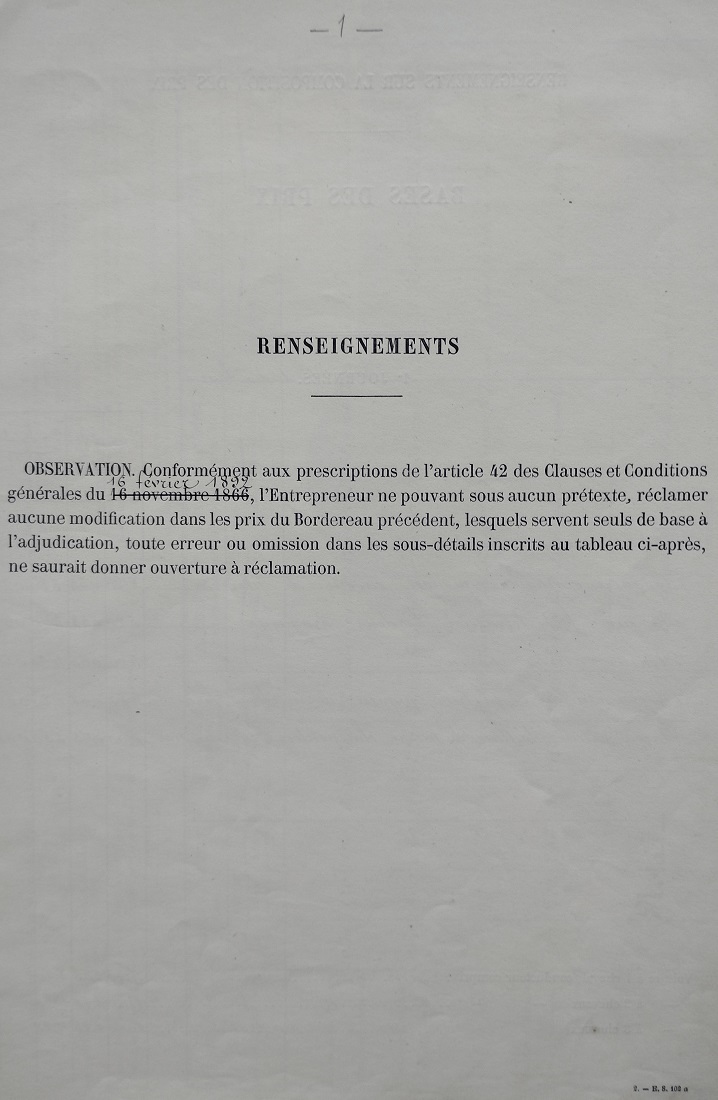 — 1 —
RENSEIGNEMENTS
OBSERVATION. Conformément aux prescriptions de l'article 42 des Clauses et Conditions
16 février 1892
générales du 16 novembre 1866, l'Entrepreneur ne pouvant sous aucun prétexte, réclamer
aucune modification dans les prix du Bordereau précédent, lesquels servent seuls de base à
l'adjudication, toute erreur ou omission dans les sous-détails inscrits au tableau ci-après,
ne saurait donner ouverture à réclamation.
2. — H. S. 102 a